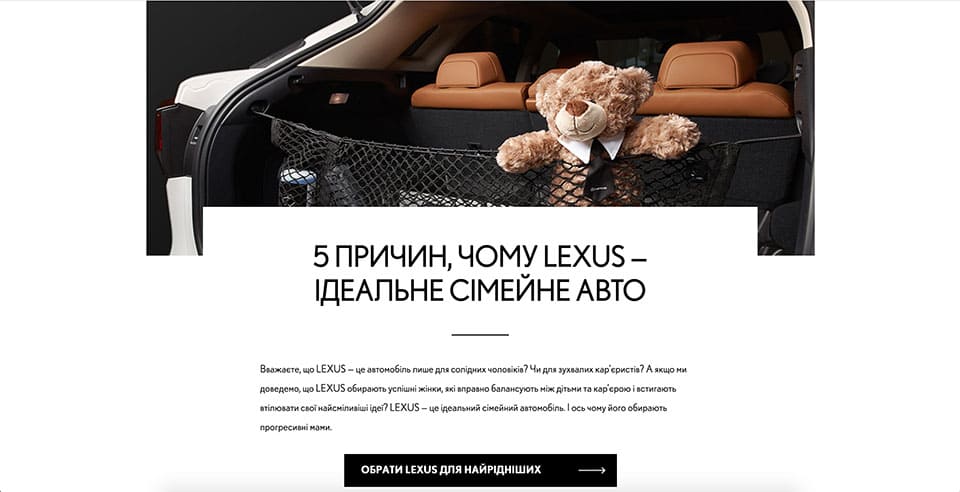 5 ПРИЧИН, ЧОМУ LEXUS –
ІДЕАЛЬНЕ СІМЕЙНЕ АВТО
Вважаєте, що LEXUS – це автомобіль лише для солідних чоловіків? Чи для зухвалих кар'єристів? А якщо ми
доведемо, що LEXUS обирають успішні жінки, які вправно балансують між дітьми та кар'єрою і встигають
втілювати свої найсміливіші ідеї? LEXUS – це ідеальний сімейний автомобіль. І ось чому його обирають
прогресивні мами.
ОБРАТИ LEXUS ДЛЯ НАЙРІДНІШИХ